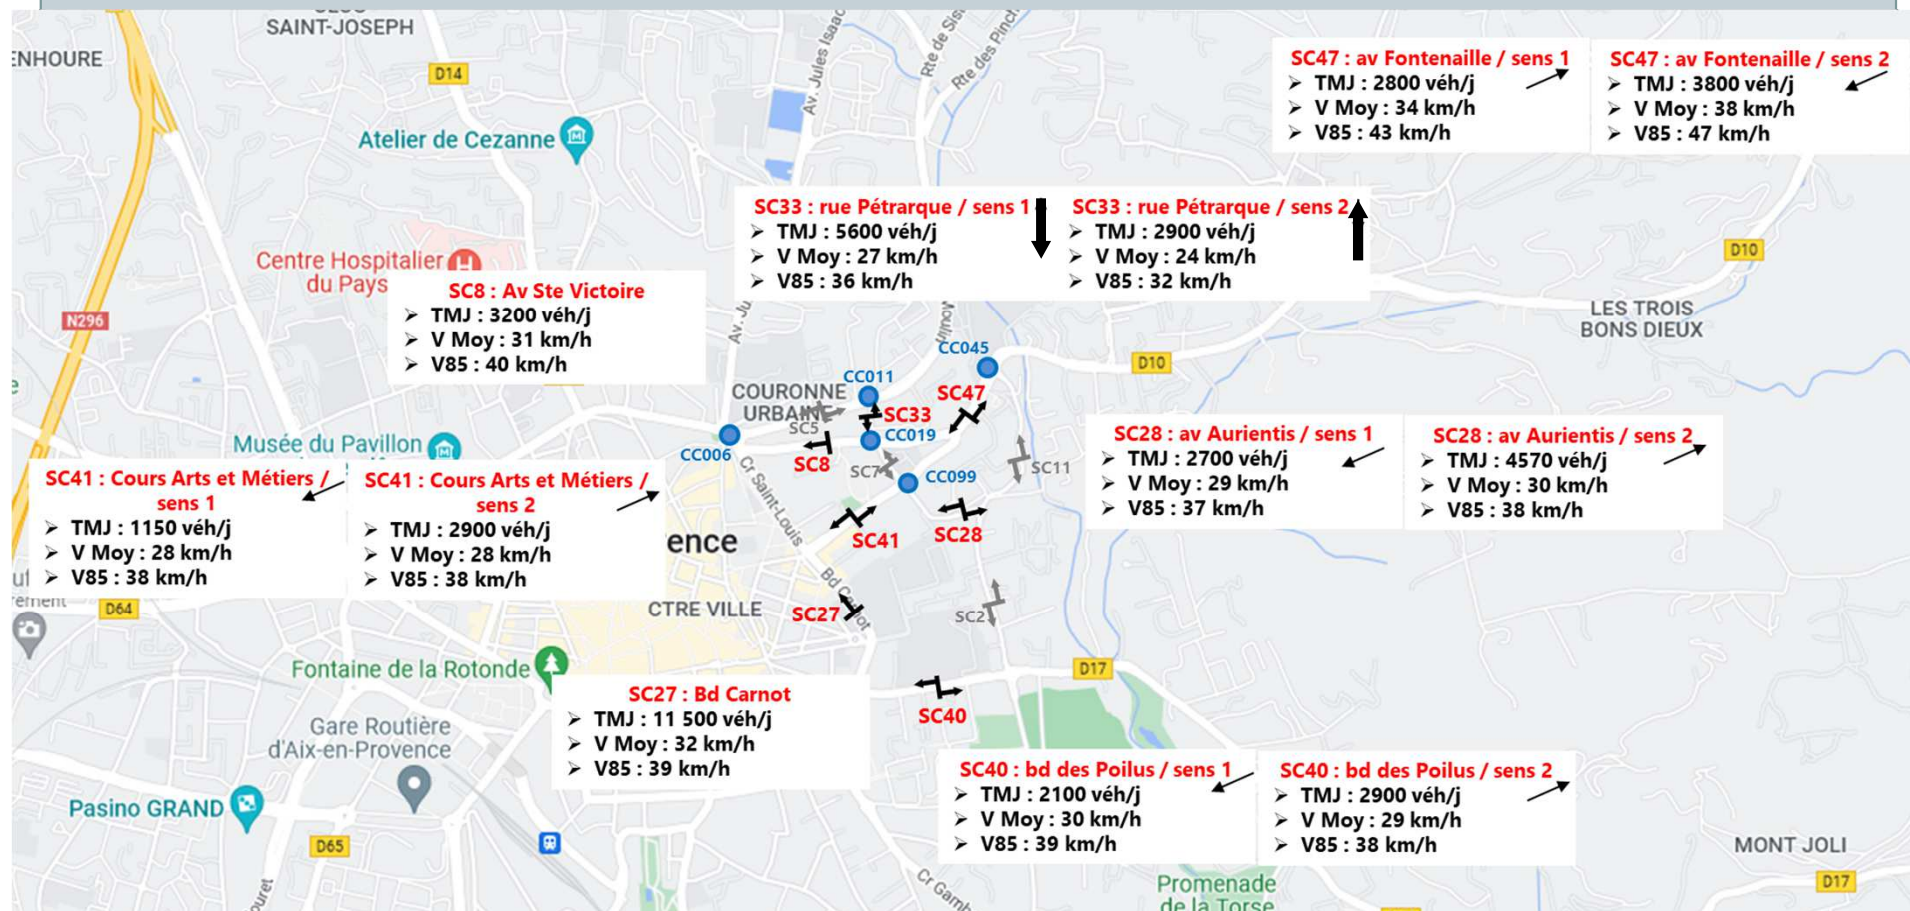 CLOS
SAINT-JOSEPH
ENHOURE
D14
Av. Jules Isaac
Rte de Sis
Rte des Pinch
Atelier de Cezanne
SC47 : av Fontenaille / sens 1
➢ TMJ : 2800 véh/j
➢ V Moy : 34 km/h
➢ V85 : 43 km/h
SC47 : av Fontenaille / sens 2
➢ TMJ : 3800 véh/j
➢ V Moy : 38 km/h
➢ V85 : 47 km/h
SC33 : rue Pétrarque / sens 1
➢ TMJ : 5600 véh/j
➢ V Moy : 27 km/h
➢ V85 : 36 km/h
SC33 : rue Pétrarque / sens 2
➢ TMJ : 2900 véh/j
➢ V Moy : 24 km/h
➢ V85 : 32 km/h
Centre Hospitalier
du Pays
D10
N296
SC8 : Av Ste Victoire
➢ TMJ : 3200 véh/j
➢ V Moy : 31 km/h
➢ V85 : 40 km/h
Av. Ju
Moulin
LES TROIS
BONS DIEUX
CC045
D10
CC011
COURONNE
URBAINE
SC47
SC33
SC5
CC019
CC006
SC8
SC7
CC099
SC11
Musée du Pavillon
Cr Saint-Louis
SC28 : av Aurientis / sens 1
➢ TMJ : 2700 véh/j
➢ V Moy : 29 km/h
➢ V85 : 37 km/h
SC28 : av Aurientis / sens 2
➢ TMJ : 4570 véh/j
➢ V Moy : 30 km/h
➢ V85 : 38 km/h
SC41 : Cours Arts et Métiers /
sens 1
➢ TMJ : 1150 véh/j
➢ V Moy : 28 km/h
➢ V85 : 38 km/h
SC41 : Cours Arts et Métiers /
sens 2
➢ TMJ : 2900 véh/j
➢ V Moy : 28 km/h
➢ V85 : 38 km/h
ence
SC41
SC28
Bd Carnot
D64
CTRE VILLE
SC27
SC2
Fontaine de la Rotonde
D17
SC27 : Bd Carnot
➢ TMJ : 11 500 véh/j
➢ V Moy : 32 km/h
➢ V85 : 39 km/h
SC40
Gare Routière
d'Aix-en-Provence
Pasino GRAND
D65
SC40 : bd des Poilus / sens 1
➢ TMJ : 2100 véh/j
➢ V Moy : 30 km/h
➢ V85 : 39 km/h
SC40 : bd des Poilus / sens 2
➢ TMJ : 2900 véh/j
➢ V Moy : 29 km/h
➢ V85 : 38 km/h
MONT JOLI
D17
Cr Gamb
Promenade
de la Torse